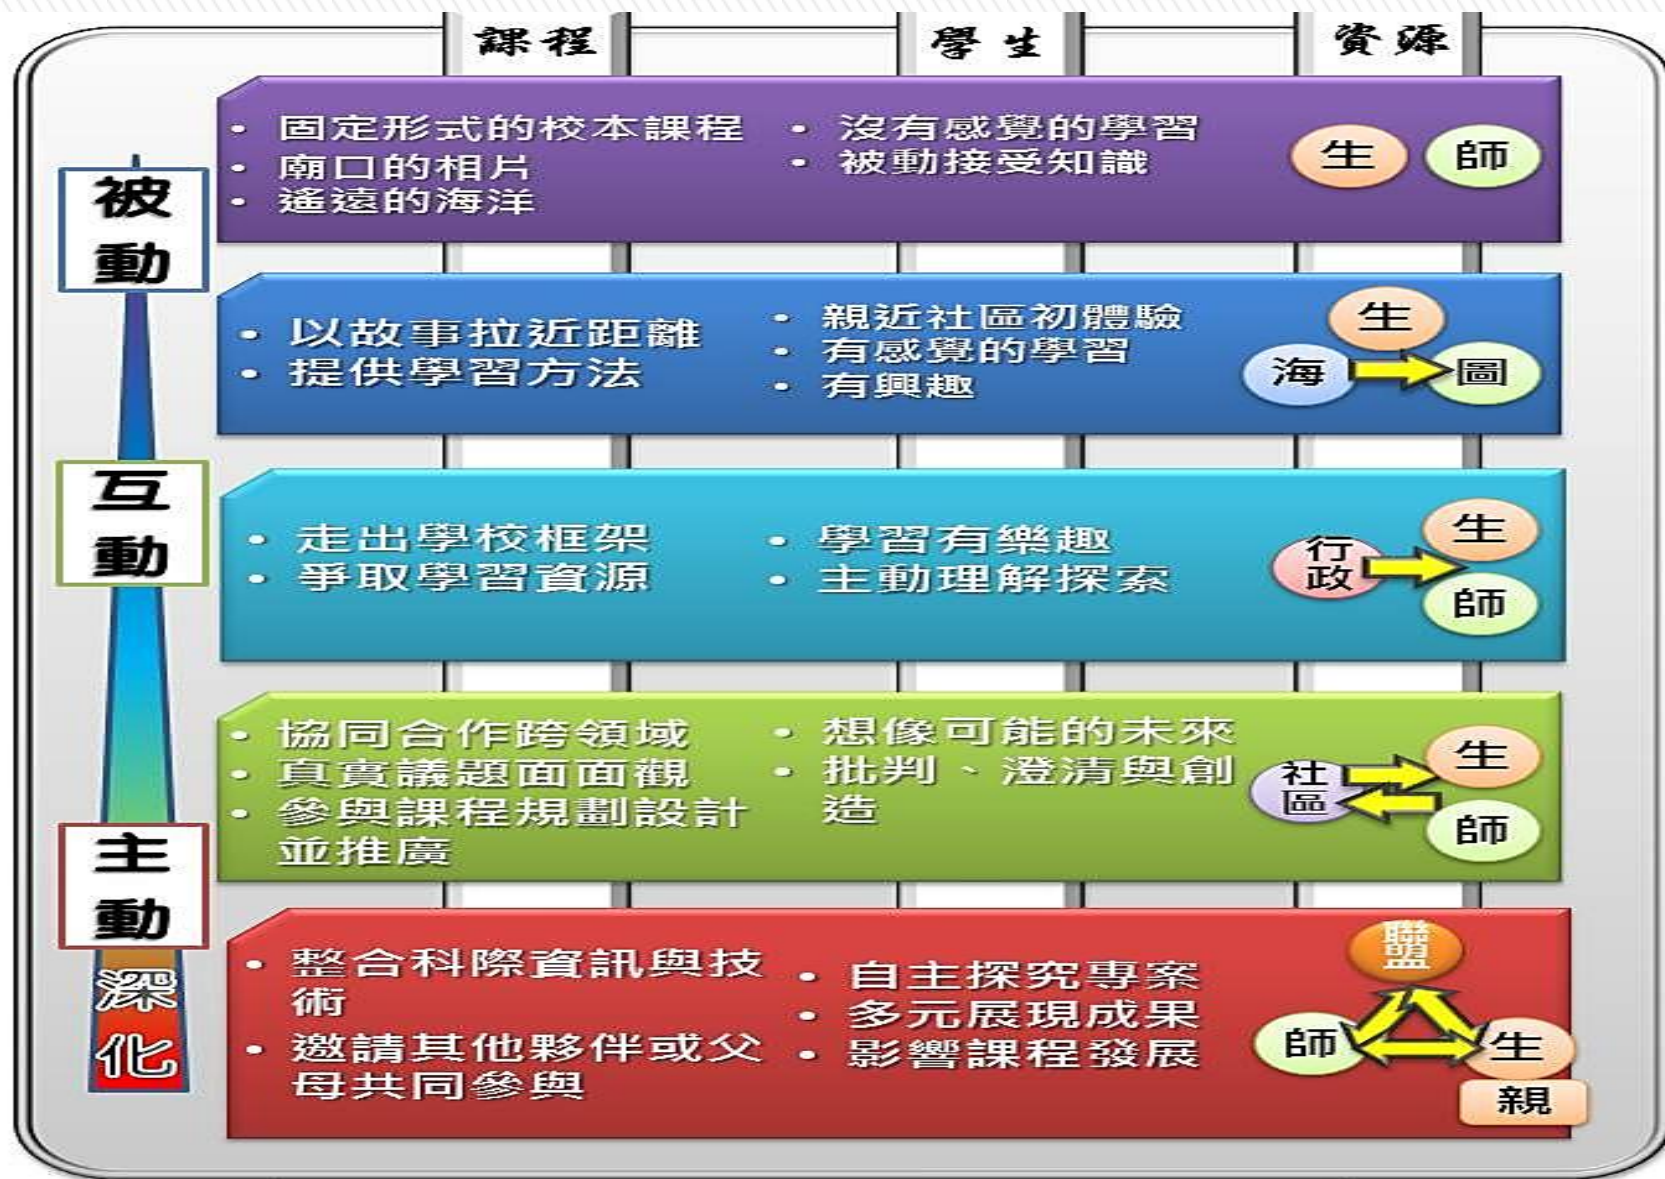 課程
學生
資源
被
動
互
動
主
動
深
化
• 固定形式的校本課程
• 廟口的相片
• 遙遠的海洋
• 沒有感覺的學習
• 被動接受知識
生
師
• 以故事拉近距離
• 提供學習方法
• 親近社區初體驗
• 有感覺的學習
• 有興趣
生
海
圖
• 走出學校框架
• 爭取學習資源
• 學習有樂趣
• 主動理解探索
行
政
生
師
• 協同合作跨領域
• 真實議題面面觀
• 參與課程規劃設計
並推廣
• 想像可能的未來
• 批判、澄清與創
造
社
區
生
師
• 整合科際資訊與技
術
• 邀請其他夥伴或父
母共同參與
• 自主探究專案
• 多元展現成果
• 影響課程發展
聯
盟
師
生
親